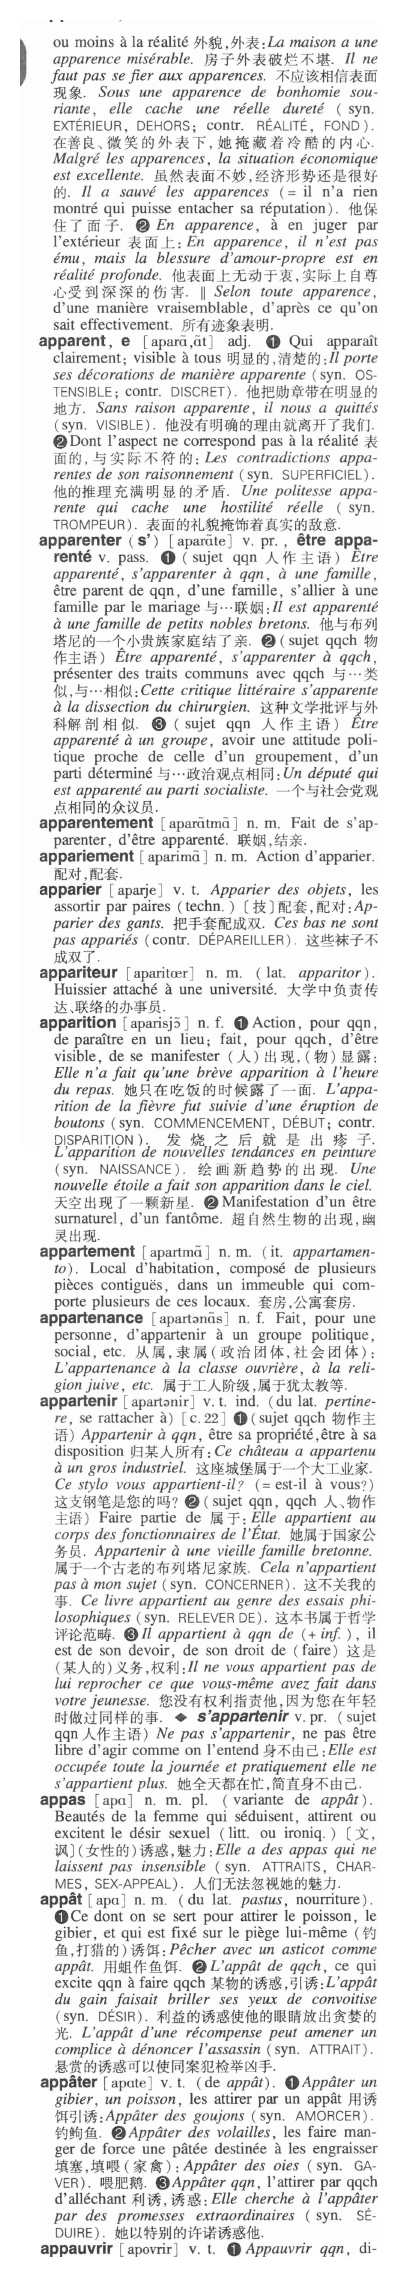 ou moins à la réalité 外貌,外表:La maison a une
apparence misérable. 房子外表破烂不堪. Il ne
faut pas se fier aux apparences. 不应该相信表面
现象. Sous une apparence de bonhomie sou-
riante, elle cache une réelle dureté (syn.
EXTÉRIEUR, DEHORS; contr. RÉALITÉ, FOND).
在善良、微笑的外表下,她掩藏着冷酷的内心.
Malgré les apparences, la situation économique
est excellente. 虽然表面不妙,经济形势还是很好
的. Il a sauvé les apparences (= il n'a rien
montré qui puisse entacher sa réputation). 他保
住了面子. ❷ En apparence, à en juger par
l'extérieur 表面上: En apparence, il n'est pas
ému, mais la blessure d'amour-propre est en
réalité profonde. 他表面上无动于衷,实际上自尊
心受到深深的伤害. ‖ Selon toute apparence,
d'une manière vraisemblable, d'après ce qu'on
sait effectivement. 所有迹象表明.
apparent, e [aparɑ̃,ɑ̃t] adj. ❶ Qui apparaît
clairement; visible à tous 明显的,清楚的:Il porte
ses décorations de manière apparente (syn. OS-
TENSIBLE; contr. DISCRET). 他把勋章带在明显的
地方. Sans raison apparente, il nous a quittés
(syn. VISIBLE). 他没有明确的理由就离开了我们.
❷Dont l'aspect ne correspond pas à la réalité 表
面的,与实际不符的: Les contradictions appa-
rentes de son raisonnement (syn. SUPERFICIEL).
他的推理充满明显的矛盾. Une politesse appa-
rente qui cache une hostilité réelle (syn.
TROMPEUR). 表面的礼貌掩饰着真实的敌意.
apparenter (s') [aparɑ̃te] v. pr., être appa-
renté v. pass. ❶ (sujet qqn 人作主语) Être
apparenté, s'apparenter à qqn, à une famille,
être parent de qqn, d'une famille, s'allier à une
famille par le mariage 与…联姻:Il est apparenté
à une famille de petits nobles bretons. 他与布列
塔尼的一个小贵族家庭结了亲. ❷(sujet qqch 物
作主语) Être apparenté, s'apparenter à qqch,
présenter des traits communs avec qqch 与…类
似,与…相似:Cette critique littéraire s'apparente
à la dissection du chirurgien. 这种文学批评与外
科解剖相似. ❸ (sujet qqn 人作主语) Être
apparenté à un groupe, avoir une attitude poli-
tique proche de celle d'un groupement, d'un
parti déterminé 与…政治观点相同:Un député qui
est apparenté au parti socialiste. 一个与社会党观
点相同的众议员.
apparentement [aparɑ̃tmɑ̃] n. m. Fait de s'ap-
parenter, d'être apparenté. 联姻,结亲.
appariement [aparimɑ̃] n. m. Action d'apparier.
配对,配套.
apparier [aparje] v. t. Apparier des objets, les
assortir par paires (techn.) [技]配套,配对:Ap-
parier des gants. 把手套配成双. Ces bas ne sont
pas appariés (contr. DÉPAREILLER). 这些袜子不
成双了.
appariteur [aparitœr] n. m. (lat. apparitor).
Huissier attaché à une université. 大学中负责传
达、联络的办事员.
apparition [aparisjɔ̃] n. f. ❶Action, pour qqn,
de paraître en un lieu; fait, pour qqch, d'être
visible, de se manifester (人)出现,(物)显露:
Elle n'a fait qu'une brève apparition à l'heure
du repas. 她只在吃饭的时候露了一面. L'appa-
rition de la fièvre fut suivie d'une éruption de
boutons (syn. COMMENCEMENT, DÉBUT; contr.
DISPARITION). 发烧之后就是出疹子.
L'apparition de nouvelles tendances en peinture
(syn. NAISSANCE). 绘画新趋势的出现. Une
nouvelle étoile a fait son apparition dans le ciel.
天空出现了一颗新星. ❷Manifestation d'un être
surnaturel, d'un fantôme. 超自然生物的出现,幽
灵出现.
appartement [apartmɑ̃] n. m. (it. appartamen-
to). Local d'habitation, composé de plusieurs
pièces contiguës, dans un immeuble qui com-
porte plusieurs de ces locaux. 套房,公寓套房.
appartenance [apartənɑ̃s] n. f. Fait, pour une
personne, d'appartenir à un groupe politique,
social, etc. 从属,隶属(政治团体,社会团体):
L'appartenance à la classe ouvrière, à la reli-
gion juive, etc. 属于工人阶级,属于犹太教等.
appartenir [apartənir] v. t. ind. (du lat. pertine-
re, se rattacher à) [c. 22] ❶(sujet qqch 物作主
语) Appartenir à qqn, être sa propriété,être à sa
disposition 归某人所有:Ce château a appartenu
à un gros industriel. 这座城堡属于一个大工业家.
Ce stylo vous appartient-il? (= est-il à vous?)
这支钢笔是您的吗? ❷(sujet qqn, qqch 人、物作
主语) Faire partie de 属于:Elle appartient au
corps des fonctionnaires de l'État. 她属于国家公
务员. Appartenir à une vieille famille bretonne.
属于一个古老的布列塔尼家族. Cela n'appartient
pas à mon sujet (syn. CONCERNER). 这不关我的
事. Ce livre appartient au genre des essais phi-
losophiques (syn. RELEVER DE). 这本书属于哲学
评论范畴. ❸Il appartient à qqn de (+ inf.), il
est de son devoir, de son droit de (faire) 这是
(某人的)义务,权利:Il ne vous appartient pas de
lui reprocher ce que vous-même avez fait dans
votre jeunesse. 您没有权利指责他,因为您在年轻
时做过同样的事. ◆ s'appartenir v. pr. (sujet
qqn 人作主语) Ne pas s'appartenir, ne pas être
libre d'agir comme on l'entend 身不由己:Elle est
occupée toute la journée et pratiquement elle ne
s'appartient plus. 她全天都在忙,简直身不由己.
appas [apɑ] n. m. pl. (variante de appât).
Beautés de la femme qui séduisent, attirent ou
excitent le désir sexuel (litt. ou ironiq.) [文,
讽](女性的)诱惑,魅力:Elle a des appas qui ne
laissent pas insensible (syn. ATTRAITS, CHAR-
MES, SEX-APPEAL). 人们无法忽视她的魅力.
appât [apɑ] n. m. (du lat. pastus, nourriture).
❶Ce dont on se sert pour attirer le poisson, le
gibier, et qui est fixé sur le piège lui-même (钓
鱼,打猎的)诱饵:Pêcher avec un asticot comme
appât. 用蛆作鱼饵. ❷L'appât de qqch, ce qui
excite qqn à faire qqch 某物的诱惑,引诱:L'appât
du gain faisait briller ses yeux de convoitise
(syn. DÉSIR). 利益的诱惑使他的眼睛放出贪婪的
光. L'appât d'une récompense peut amener un
complice à dénoncer l'assassin (syn. ATTRAIT).
悬赏的诱惑可以使同案犯检举凶手.
appâter [apɑte] v. t. (de appât). ❶Appâter un
gibier, un poisson, les attirer par un appât 用诱
饵引诱:Appâter des goujons (syn. AMORCER).
钓鮈鱼. ❷Appâter des volailles, les faire man-
ger de force une pâtée destinée à les engraisser
填塞,填喂(家禽): Appâter des oies (syn. GA-
VER). 喂肥鹅. ❸Appâter qqn, l'attirer par qqch
d'alléchant 利诱,诱惑:Elle cherche à l'appâter
par des promesses extraordinaires (syn. SÉ-
DUIRE). 她以特别的许诺诱惑他.
appauvrir [apovrir] v. t. ❶ Appauvrir qqn, di-